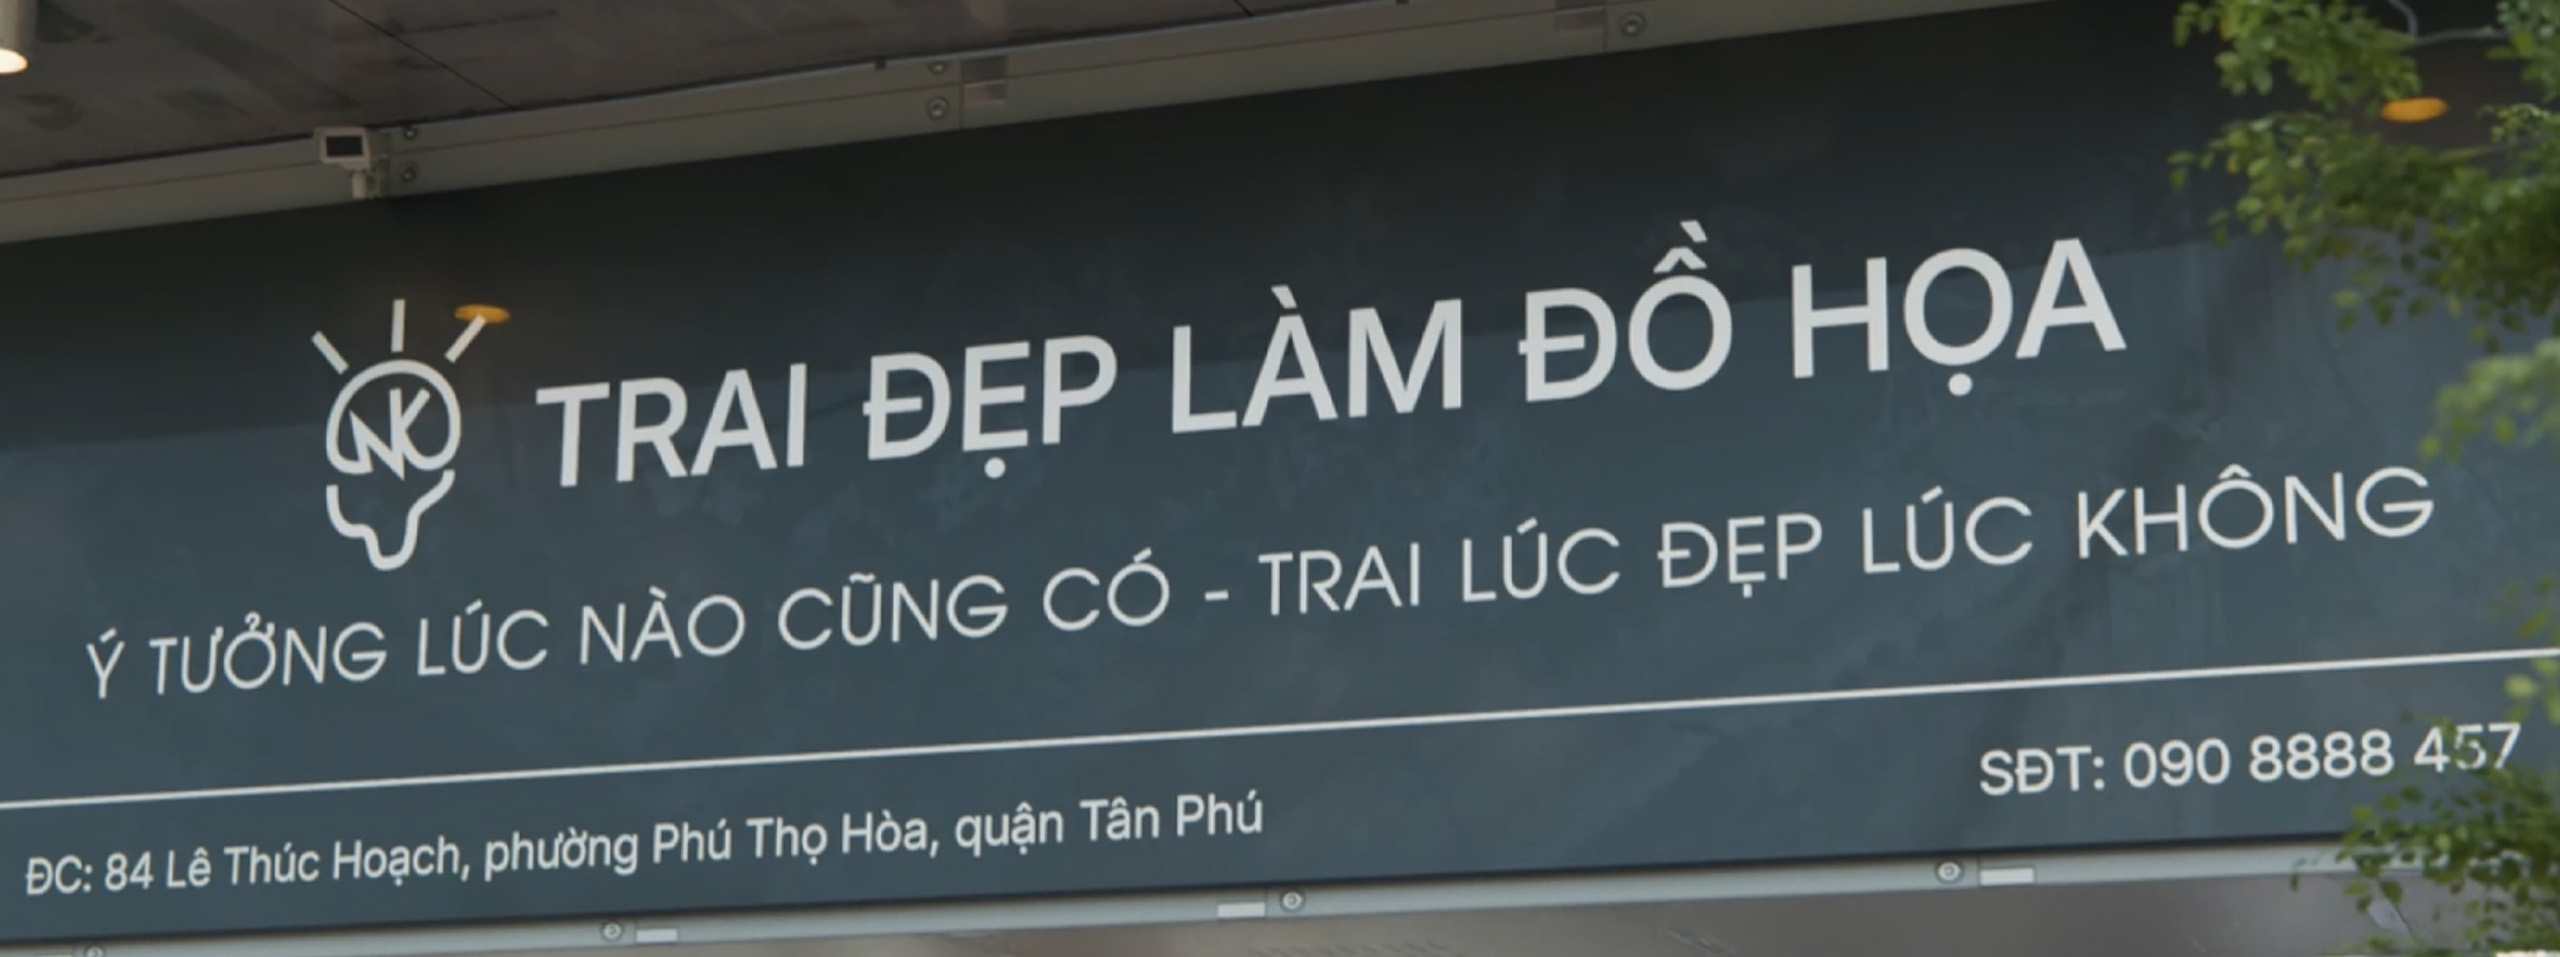 NK
TRAI ĐẸP LÀM ĐỒ HỌA
Ý TƯỞNG LÚC NÀO CŨNG CÓ - TRAI LÚC ĐẸP LÚC KHÔNG
ĐC: 84 Lê Thúc Hoạch, phường Phú Thọ Hòa, quận Tân Phú
SĐT: 090 8888 457